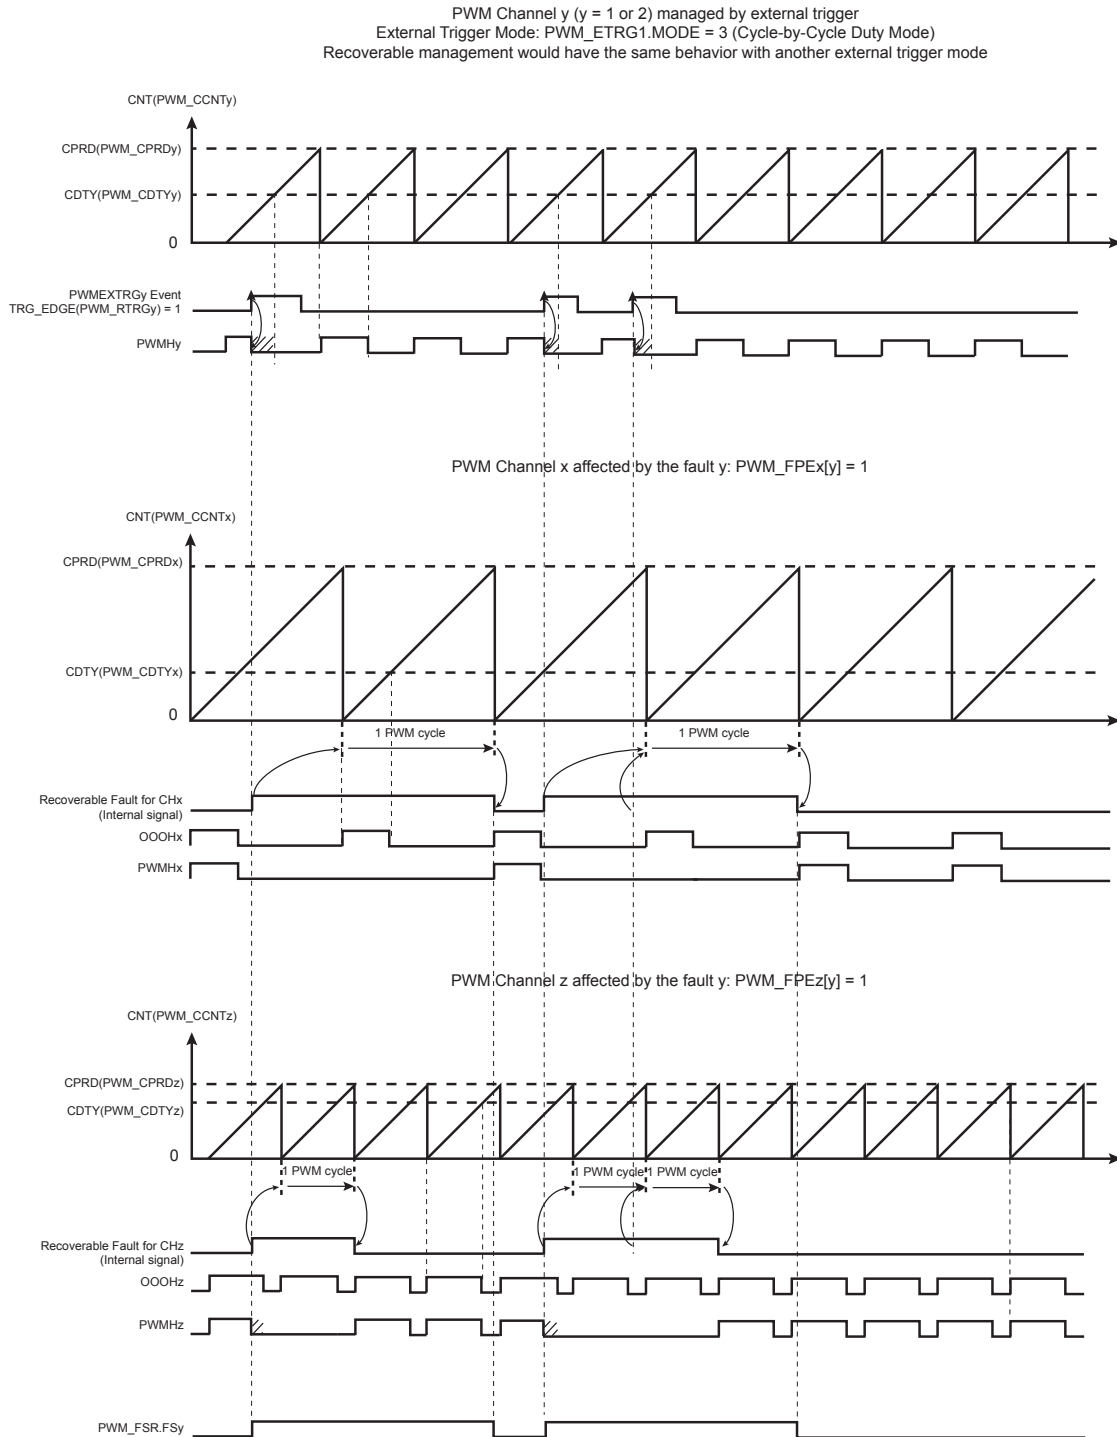 PWM Channel y (y = 1 or 2) managed by external trigger
External Trigger Mode: PWM_ETRG1.MODE = 3 (Cycle-by-Cycle Duty Mode)
Recoverable management would have the same behavior with another external trigger mode
CNT(PWM_CCNTy)
CPRD(PWM_CPRDy)
CDTY(PWM_CDTYy)
0
PWMEXTRGy Event
TRG_EDGE(PWM_RTRGy) = 1
PWMHy
PWM Channel x affected by the fault y: PWM_FPEx[y] = 1
CNT(PWM_CCNTx)
CPRD(PWM_CPRDx)
CDTY(PWM_CDTYx)
0
1 PWM cycle
1 PWM cycle
Recoverable Fault for CHx
(Internal signal)
OOOHx
PWMHx
PWM Channel z affected by the fault y: PWM_FPEz[y] = 1
CNT(PWM_CCNTz)
CPRD(PWM_CPRDz)
CDTY(PWM_CDTYz)
0
1 PWM cycle
1 PWM cycle
1 PWM cycle
Recoverable Fault for CHz
(Internal signal)
OOOHz
PWMHz
PWM_FSR.FSy